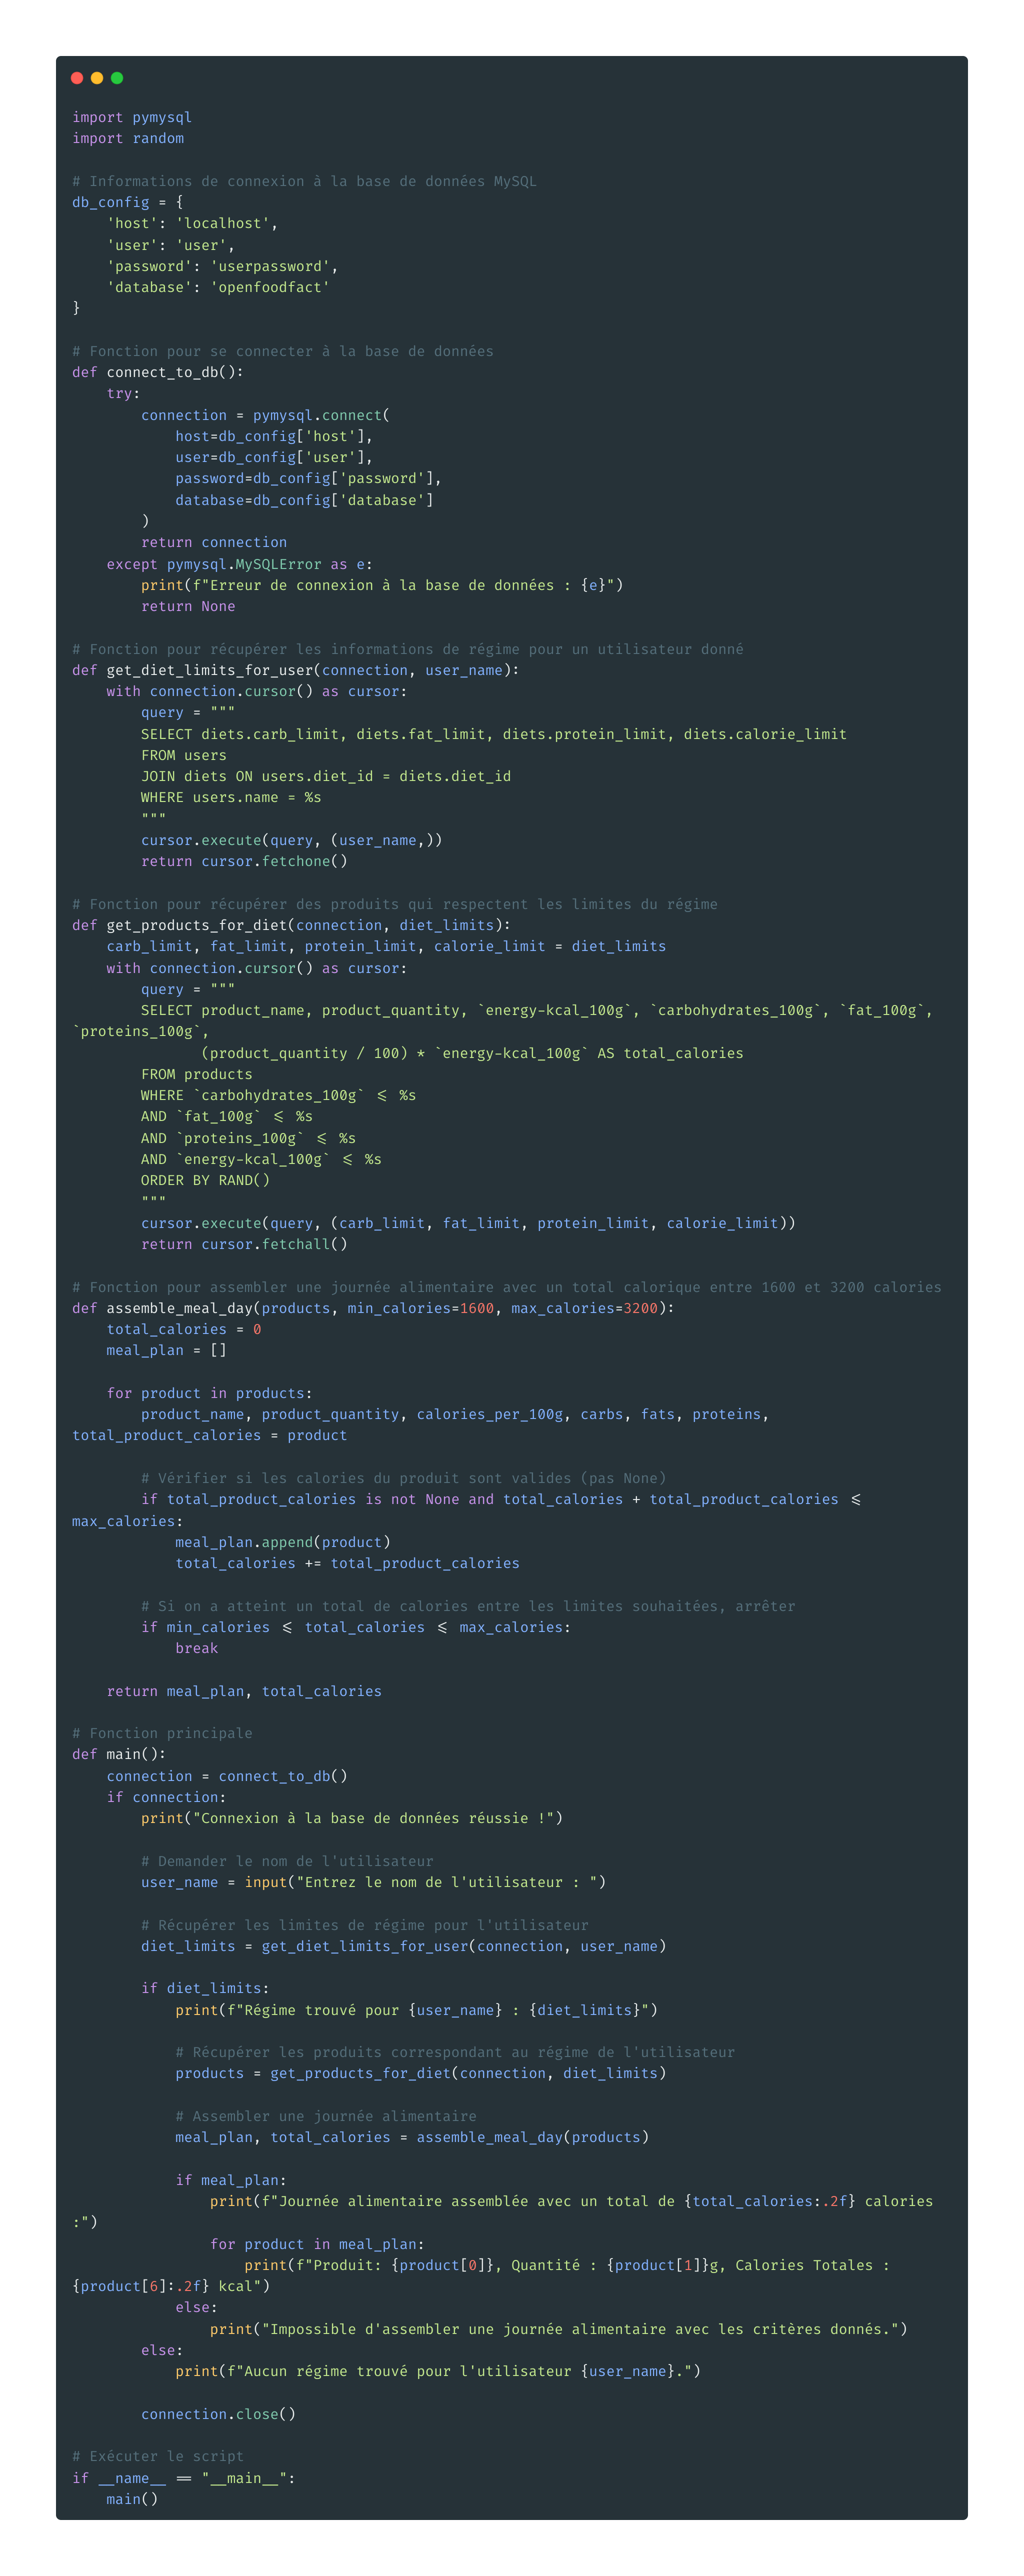 import pymysql
import random
# Informations de connexion à la base de données MySQL
db_config = {
    'host': 'localhost',
    'user': 'user',
    'password': 'userpassword',
    'database': 'openfoodfact'
}
# Fonction pour se connecter à la base de données
def connect_to_db():
    try:
        connection = pymysql.connect(
            host=db_config['host'],
            user=db_config['user'],
            password=db_config['password'],
            database=db_config['database']
        )
        return connection
    except pymysql.MySQLError as e:
        print(f"Erreur de connexion à la base de données : {e}")
        return None
# Fonction pour récupérer les informations de régime pour un utilisateur donné
def get_diet_limits_for_user(connection, user_name):
    with connection.cursor() as cursor:
        query = """
        SELECT diets.carb_limit, diets.fat_limit, diets.protein_limit, diets.calorie_limit
        FROM users
        JOIN diets ON users.diet_id = diets.diet_id
        WHERE users.name = %s
        """
        cursor.execute(query, (user_name,))
        return cursor.fetchone()
# Fonction pour récupérer des produits qui respectent les limites du régime
def get_products_for_diet(connection, diet_limits):
    carb_limit, fat_limit, protein_limit, calorie_limit = diet_limits
    with connection.cursor() as cursor:
        query = """
        SELECT product_name, product_quantity, `energy-kcal_100g`, `carbohydrates_100g`, `fat_100g`,
`proteins_100g`,
               (product_quantity / 100) * `energy-kcal_100g` AS total_calories
        FROM products
        WHERE `carbohydrates_100g` <= %s
        AND `fat_100g` <= %s
        AND `proteins_100g` <= %s
        AND `energy-kcal_100g` <= %s
        ORDER BY RAND()
        """
        cursor.execute(query, (carb_limit, fat_limit, protein_limit, calorie_limit))
        return cursor.fetchall()
# Fonction pour assembler une journée alimentaire avec un total calorique entre 1600 et 3200 calories
def assemble_meal_day(products, min_calories=1600, max_calories=3200):
    total_calories = 0
    meal_plan = []
    for product in products:
        product_name, product_quantity, calories_per_100g, carbs, fats, proteins,
total_product_calories = product
        # Vérifier si les calories du produit sont valides (pas None)
        if total_product_calories is not None and total_calories + total_product_calories <=
max_calories:
            meal_plan.append(product)
            total_calories += total_product_calories
        # Si on a atteint un total de calories entre les limites souhaitées, arrêter
        if min_calories <= total_calories <= max_calories:
            break
    return meal_plan, total_calories
# Fonction principale
def main():
    connection = connect_to_db()
    if connection:
        print("Connexion à la base de données réussie !")
        # Demander le nom de l'utilisateur
        user_name = input("Entrez le nom de l'utilisateur : ")
        # Récupérer les limites de régime pour l'utilisateur
        diet_limits = get_diet_limits_for_user(connection, user_name)
        if diet_limits:
            print(f"Régime trouvé pour {user_name} : {diet_limits}")
            # Récupérer les produits correspondant au régime de l'utilisateur
            products = get_products_for_diet(connection, diet_limits)
            # Assembler une journée alimentaire
            meal_plan, total_calories = assemble_meal_day(products)
            if meal_plan:
                print(f"Journée alimentaire assemblée avec un total de {total_calories:.2f} calories
:")
                for product in meal_plan:
                    print(f"Produit: {product[0]}, Quantité : {product[1]}g, Calories Totales :
{product[6]:.2f} kcal")
            else:
                print("Impossible d'assembler une journée alimentaire avec les critères donnés.")
        else:
            print(f"Aucun régime trouvé pour l'utilisateur {user_name}.")
        connection.close()
# Exécuter le script
if __name__ == "__main__":
    main()